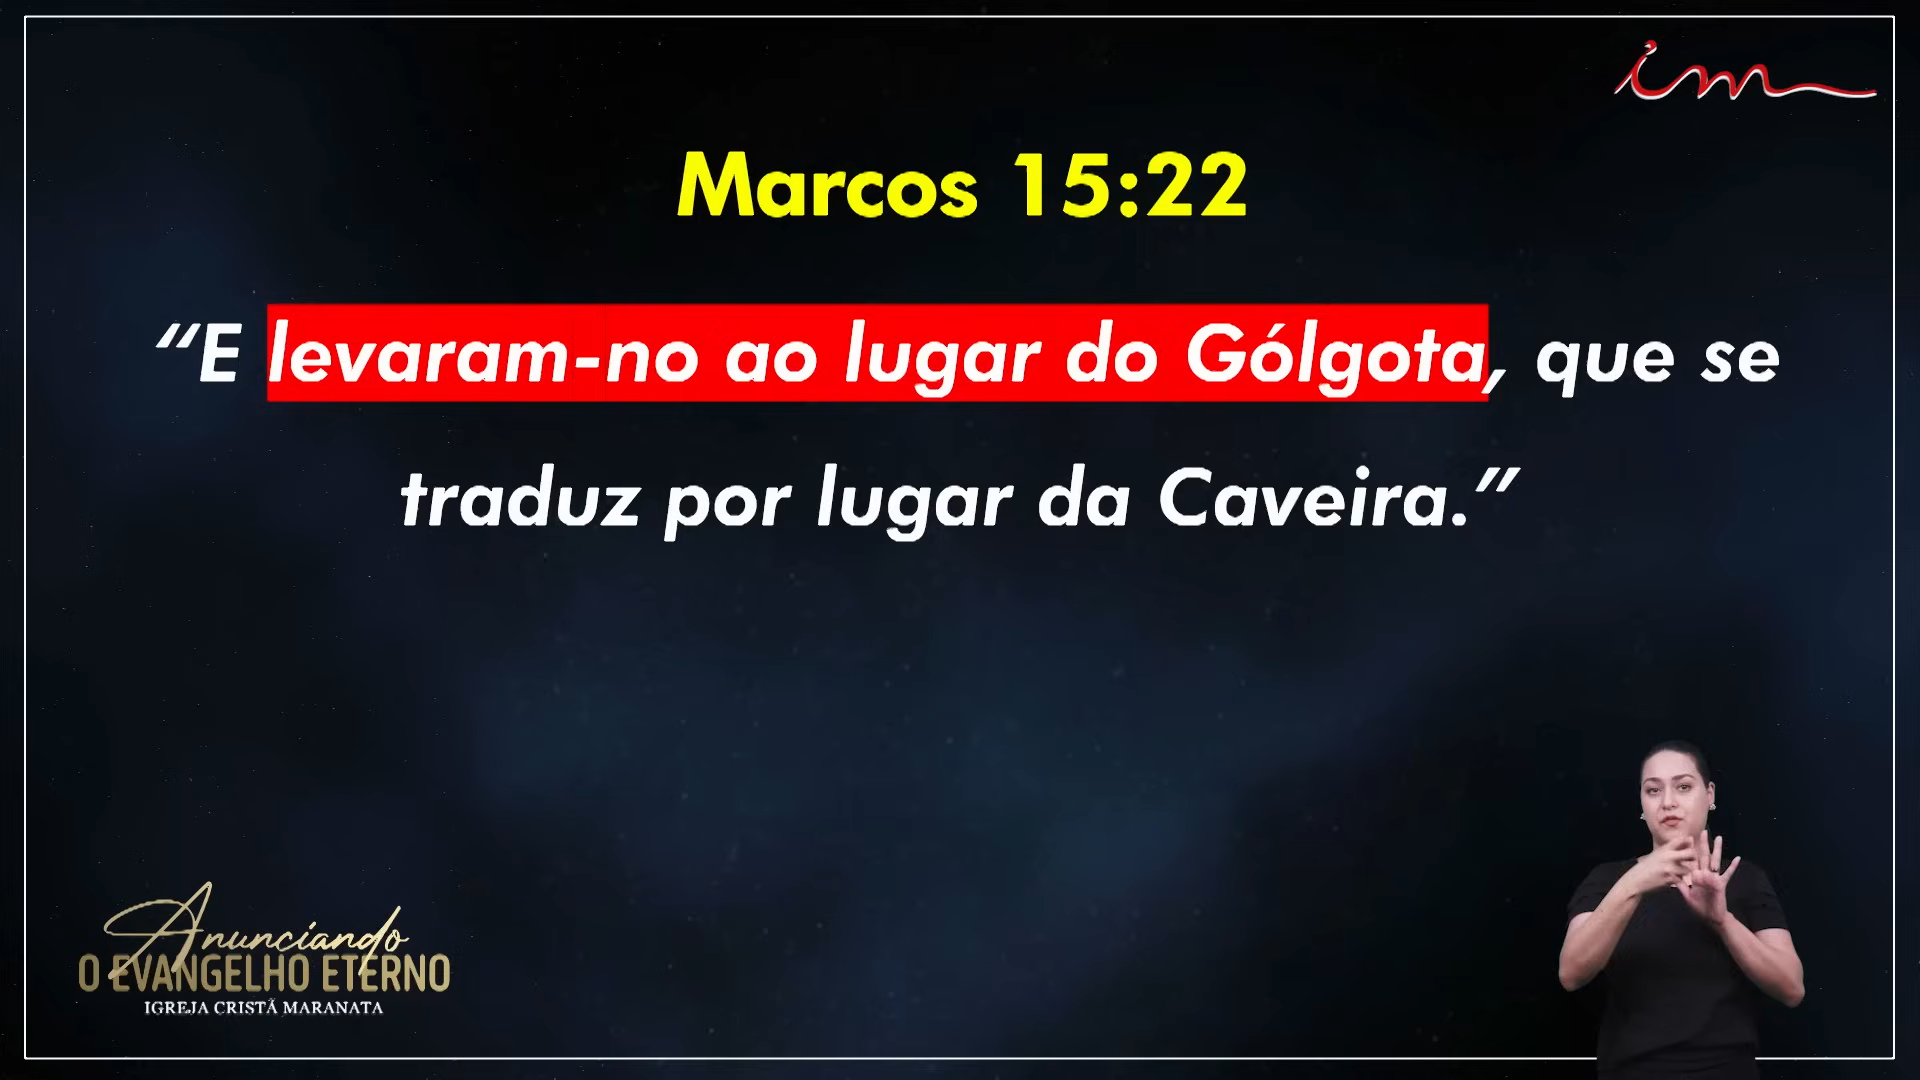 im
Marcos 15:22
“E levaram-no ao lugar do Gólgota, que se
traduz por lugar da Caveira.”
Anunciando
O EVANGELHO ETERNO
IGREJA CRISTÃ MARANATA